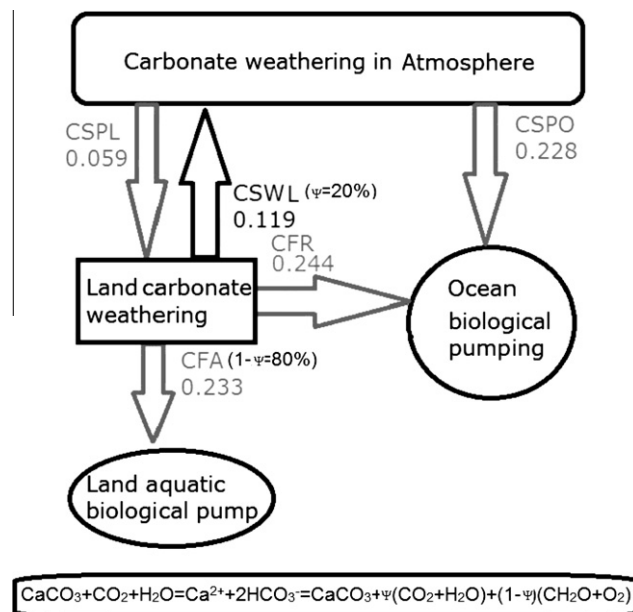 Carbonate weathering in Atmosphere
CSPL
0.059
CSPO
0.228
CSWL (ψ=20%)
0.119
CFR
0.244
Land carbonate
weathering
Ocean
biological
pumping
CFA (1-ψ=80%)
0.233
Land aquatic
biological pump
CaCO₃+CO₂+H₂O=Ca²⁺+2HCO₃⁻=CaCO₃+ψ(CO₂+H₂O)+(1-ψ)(CH₂O+O₂)